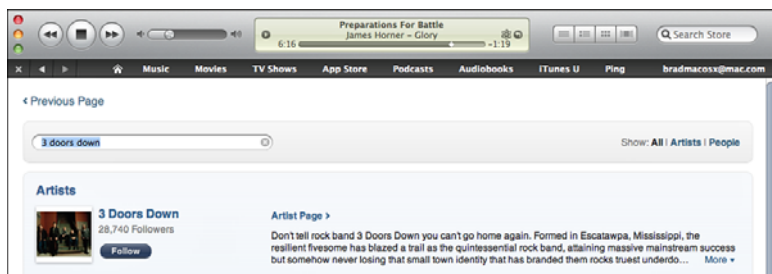 Preparations For Battle
James Horner – Glory
6:16
-1:19
Search Store
Music Movies TV Shows App Store Podcasts Audiobooks iTunes U Ping bradmacosx@mac.com
Previous Page
3 doors down
Show: All | Artists | People
Artists
3 Doors Down
28,740 Followers
Follow
Artist Page >
Don't tell rock band 3 Doors Down you can't go home again. Formed in Escatawpa, Mississippi, the
resilient fivesome has blazed a trail as the quintessential rock band, attaining massive mainstream success
but somehow never losing that small town identity that has branded them rocks truest underdo... More